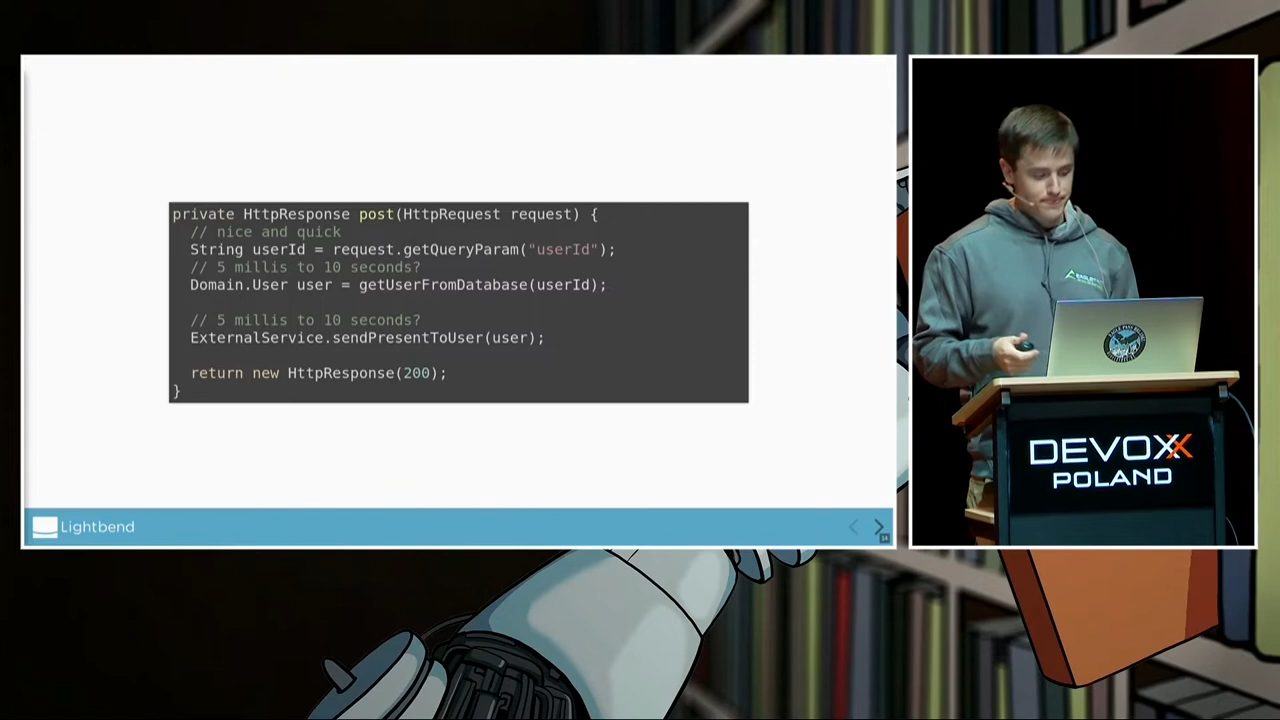 private HttpResponse post(HttpRequest request) {
// nice and quick
String userId = request.getQueryParam("userId");
// 5 millis to 10 seconds?
Domain.User user = getUserFromDatabase(userId);
// 5 millis to 10 seconds?
ExternalService.sendPresentToUser(user);
return new HttpResponse(200);
}
Lightbend
DEVOXX
POLAND